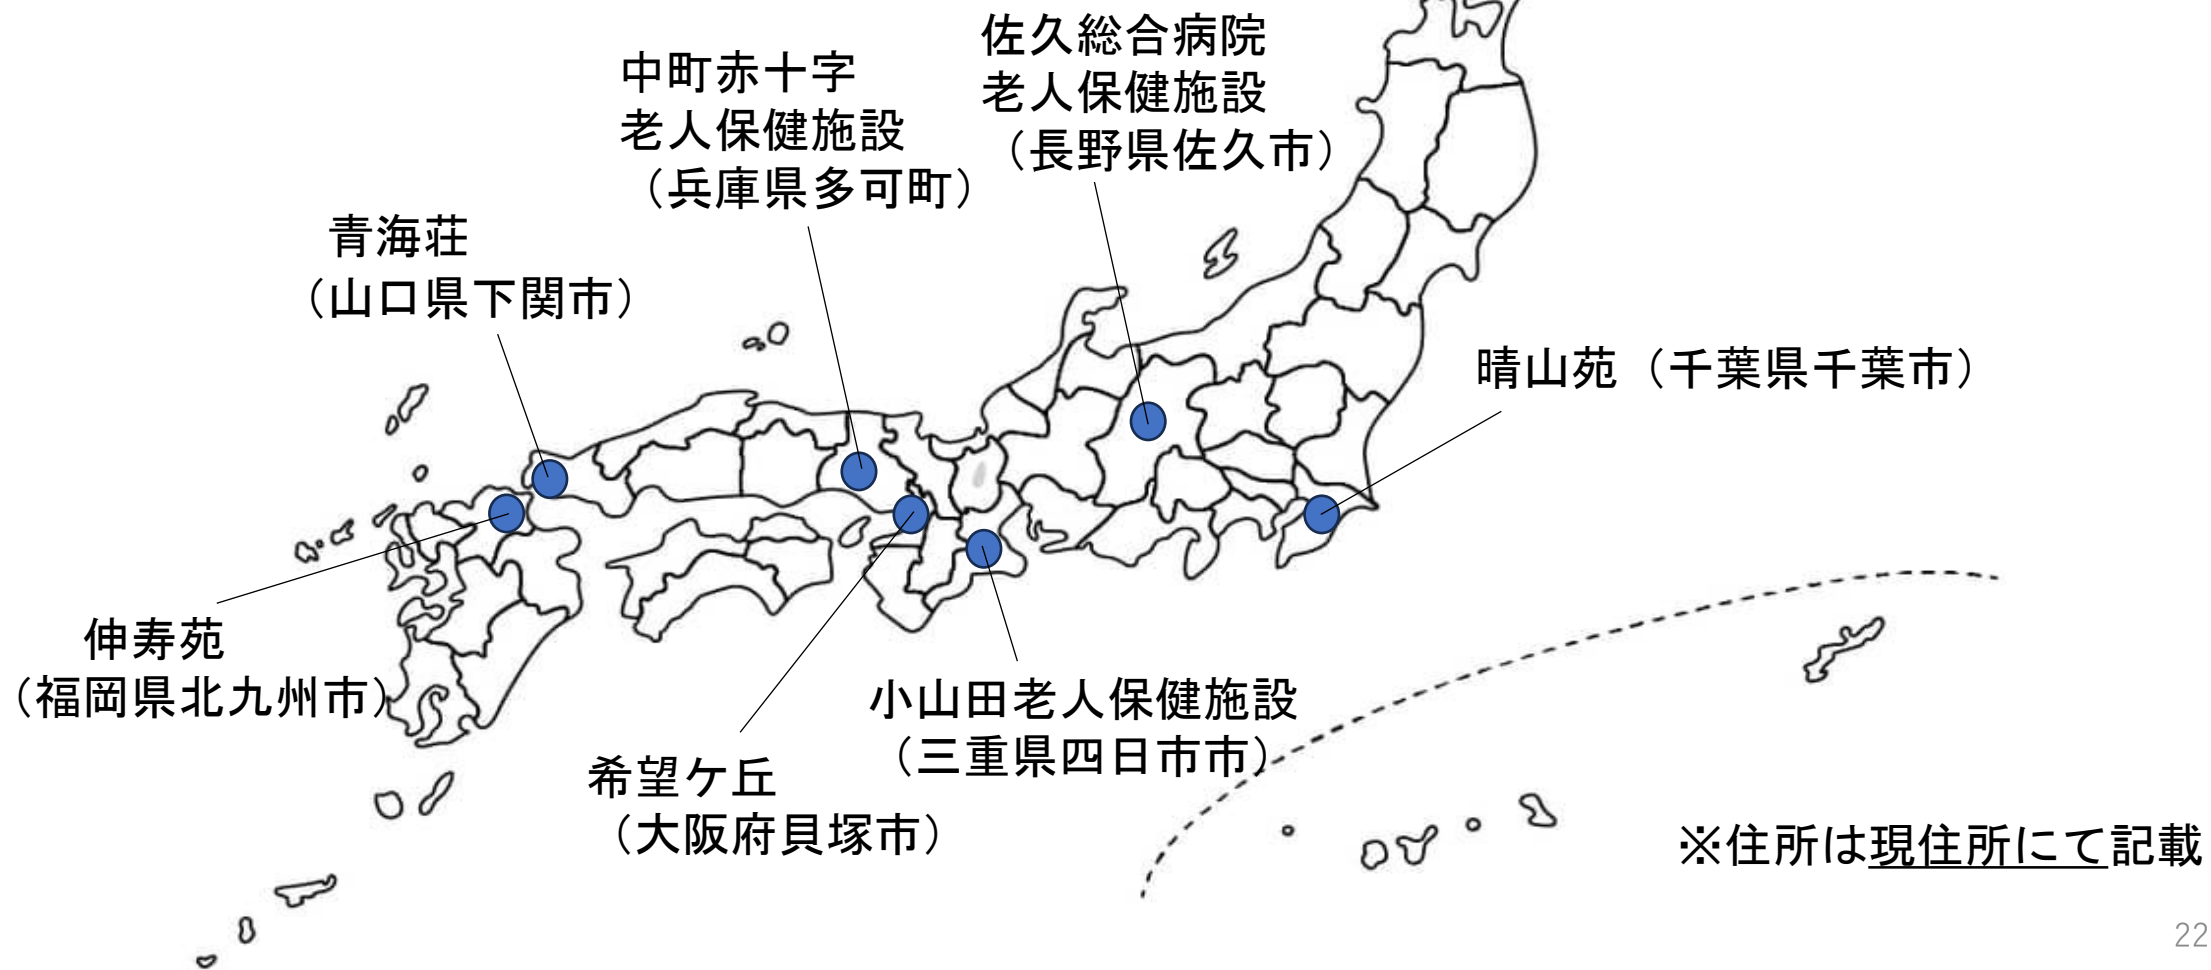 佐久総合病院
老人保健施設
（長野県佐久市）
中町赤十字
老人保健施設
（兵庫県多可町）
青海荘
（山口県下関市）
晴山苑（千葉県千葉市）
伸寿苑
（福岡県北九州市）
小山田老人保健施設
（三重県四日市市）
希望ケ丘
（大阪府貝塚市）
※住所は現住所にて記載
22